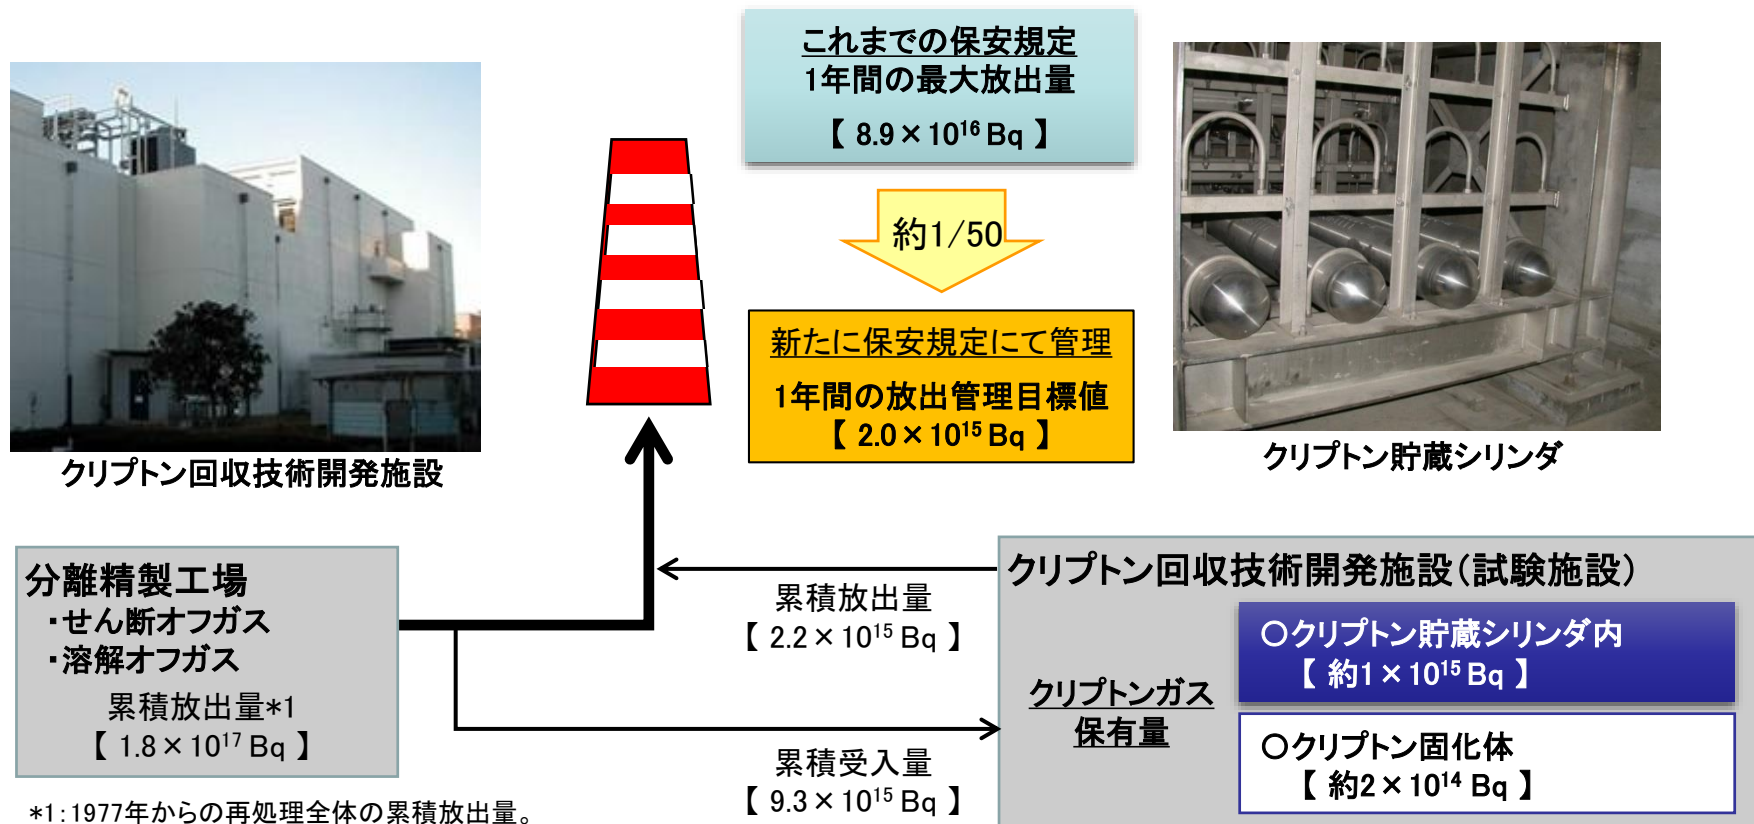 これまでの保安規定
1年間の最大放出量
【 8.9×10¹⁶ Bq 】
約1/50
新たに保安規定にて管理
1年間の放出管理目標値
【 2.0×10¹⁵ Bq 】
クリプトン回収技術開発施設
クリプトン貯蔵シリンダ
分離精製工場
・せん断オフガス
・溶解オフガス
累積放出量*1
【 1.8×10¹⁷ Bq 】
*1:1977年からの再処理全体の累積放出量。
累積放出量
【 2.2×10¹⁵ Bq 】
累積受入量
【 9.3×10¹⁵ Bq 】
クリプトン回収技術開発施設(試験施設)
クリプトンガス
保有量
○クリプトン貯蔵シリンダ内
【 約1×10¹⁵ Bq 】
○クリプトン固化体
【 約2×10¹⁴ Bq 】